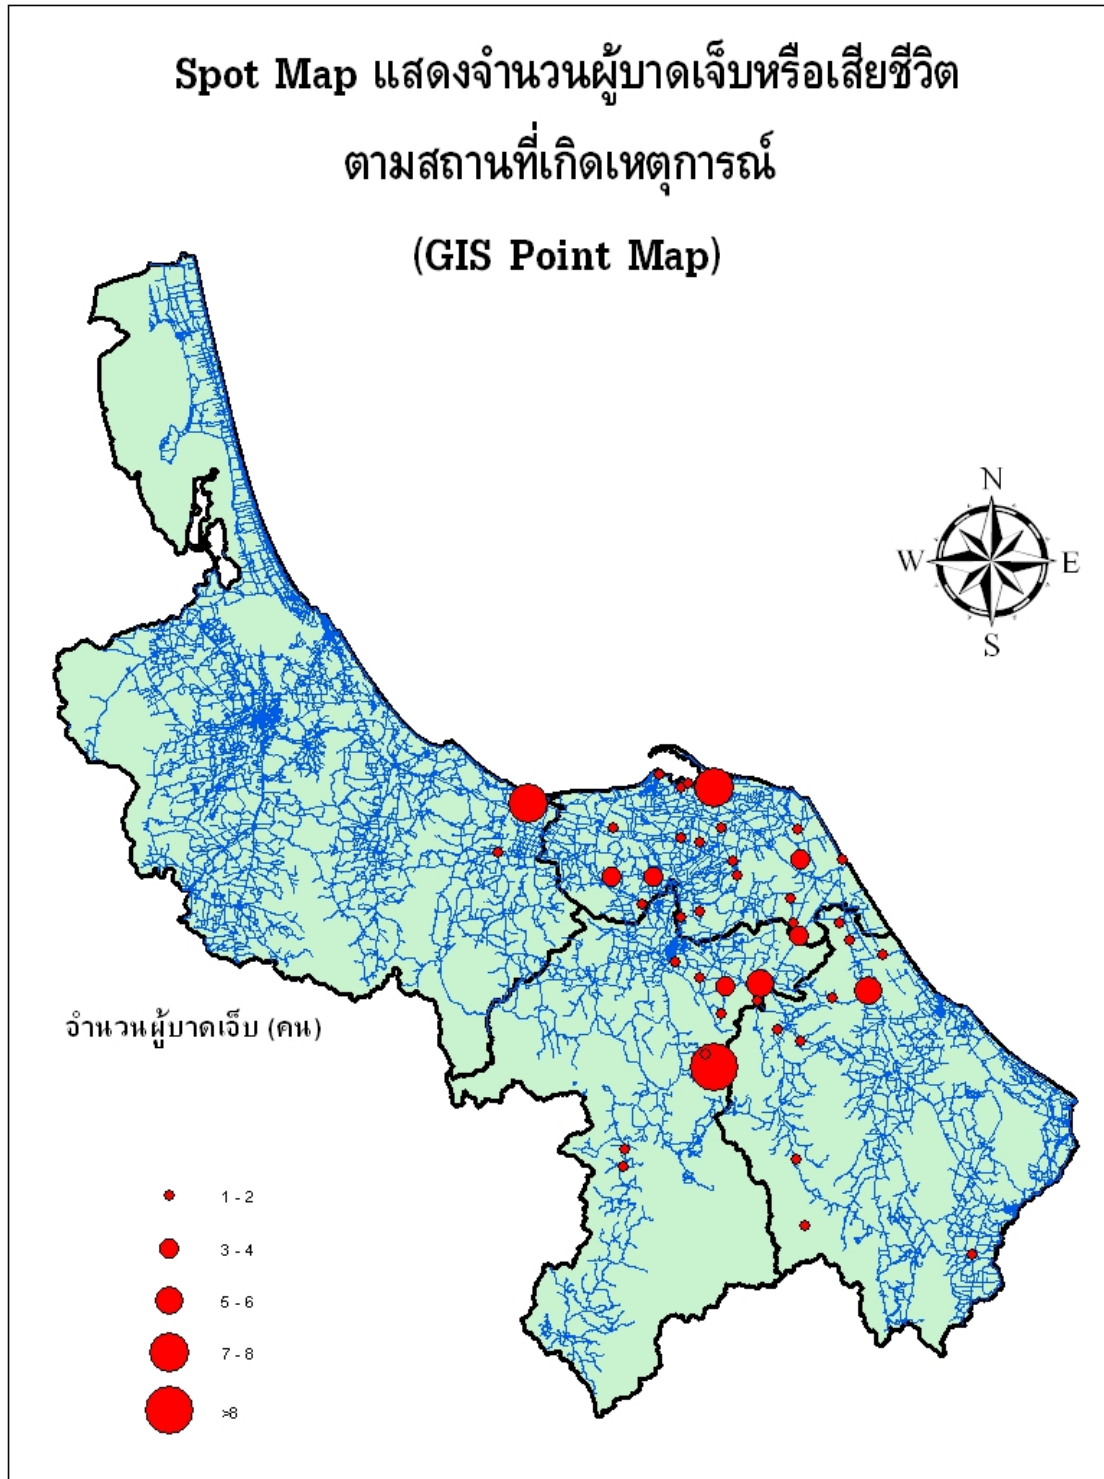 Spot Map แสดงจำนวนผู้บาดเจ็บหรือเสียชีวิต
ตามสถานที่เกิดเหตุการณ์
(GIS Point Map)
N
W E
S
จำนวนผู้บาดเจ็บ (คน)
1 - 2
3 - 4
5 - 6
7 - 8
>8